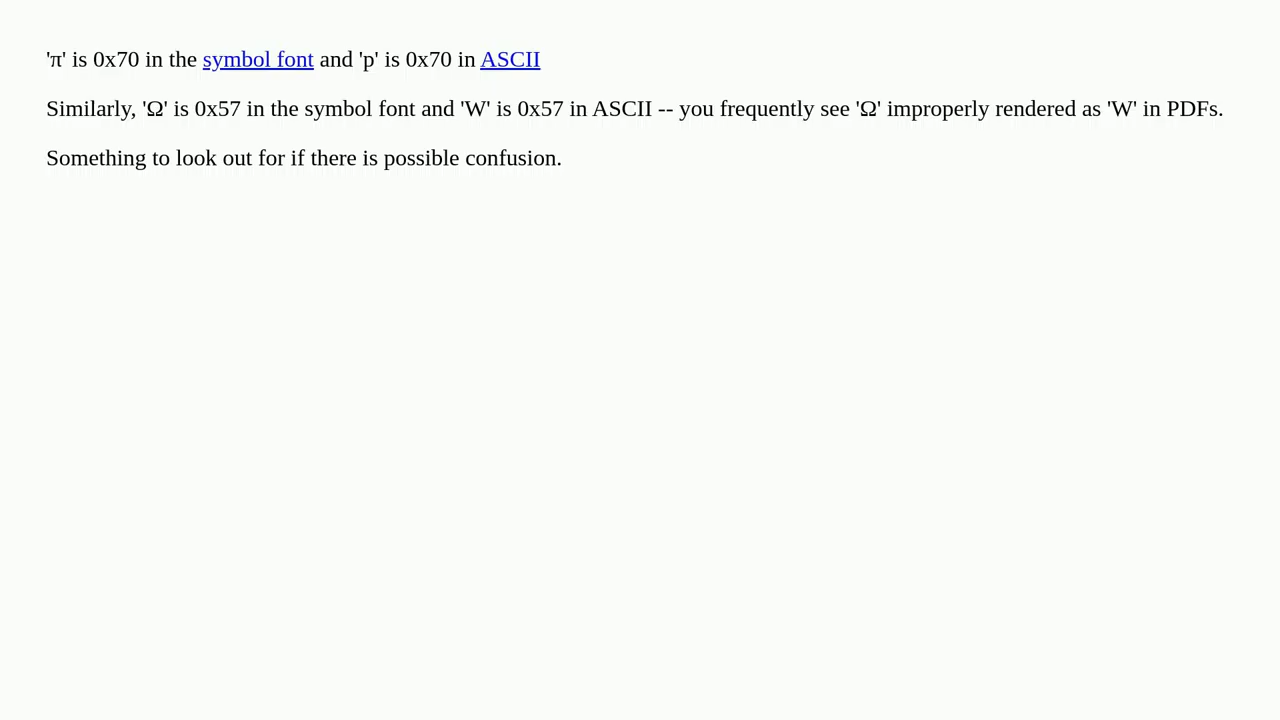 'π' is 0x70 in the symbol font and 'p' is 0x70 in ASCII
Similarly, 'Ω' is 0x57 in the symbol font and 'W' is 0x57 in ASCII -- you frequently see 'Ω' improperly rendered as 'W' in PDFs.
Something to look out for if there is possible confusion.